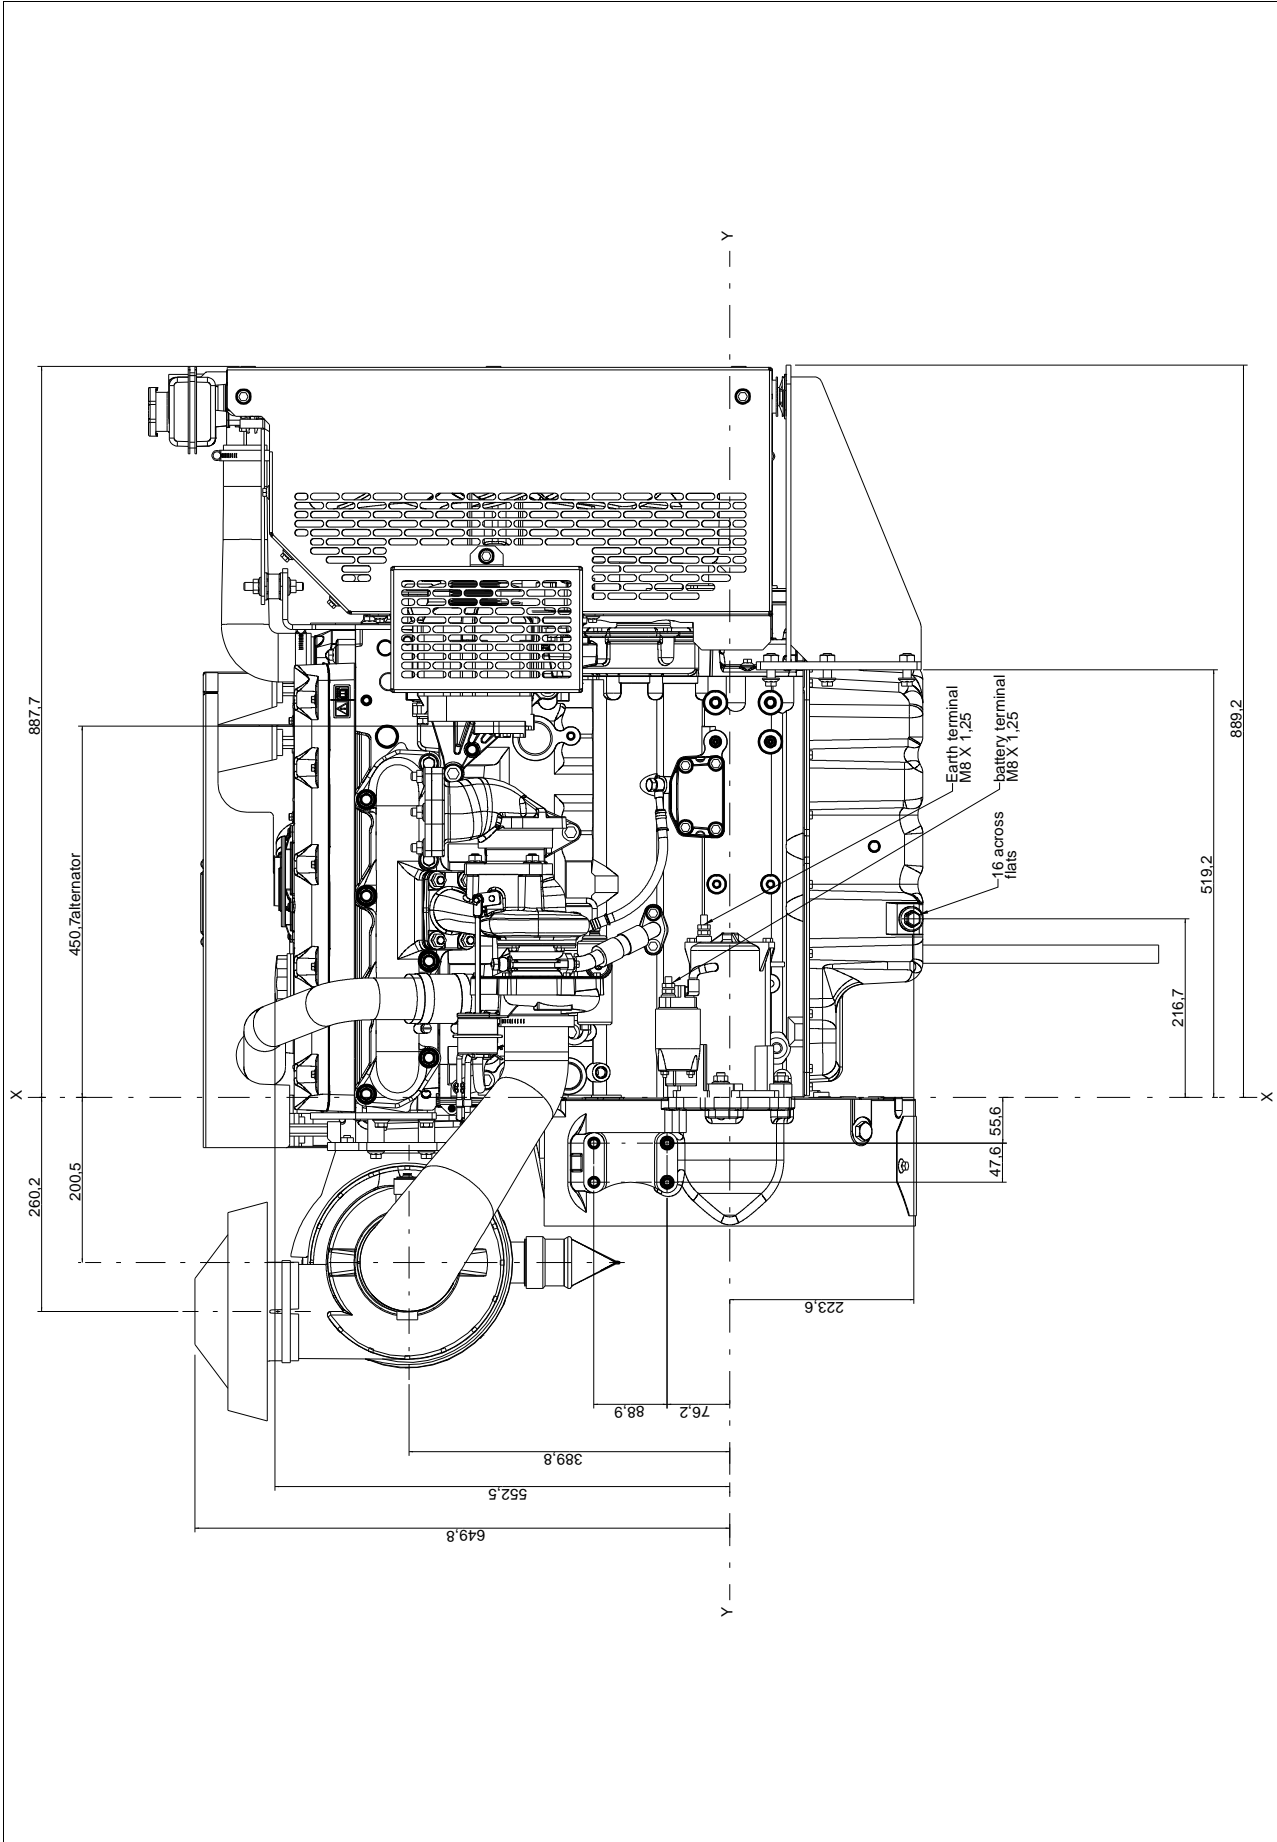 X
X
Y
Y
887,7
260,2
450,7alternator
200,5
Earth terminal
M8 X 1,25
battery terminal
M8 X 1,25
16 across
flats
889,2
519,2
216,7
55,6
47,6
223,6
76,2
88,9
389,8
552,5
649,8